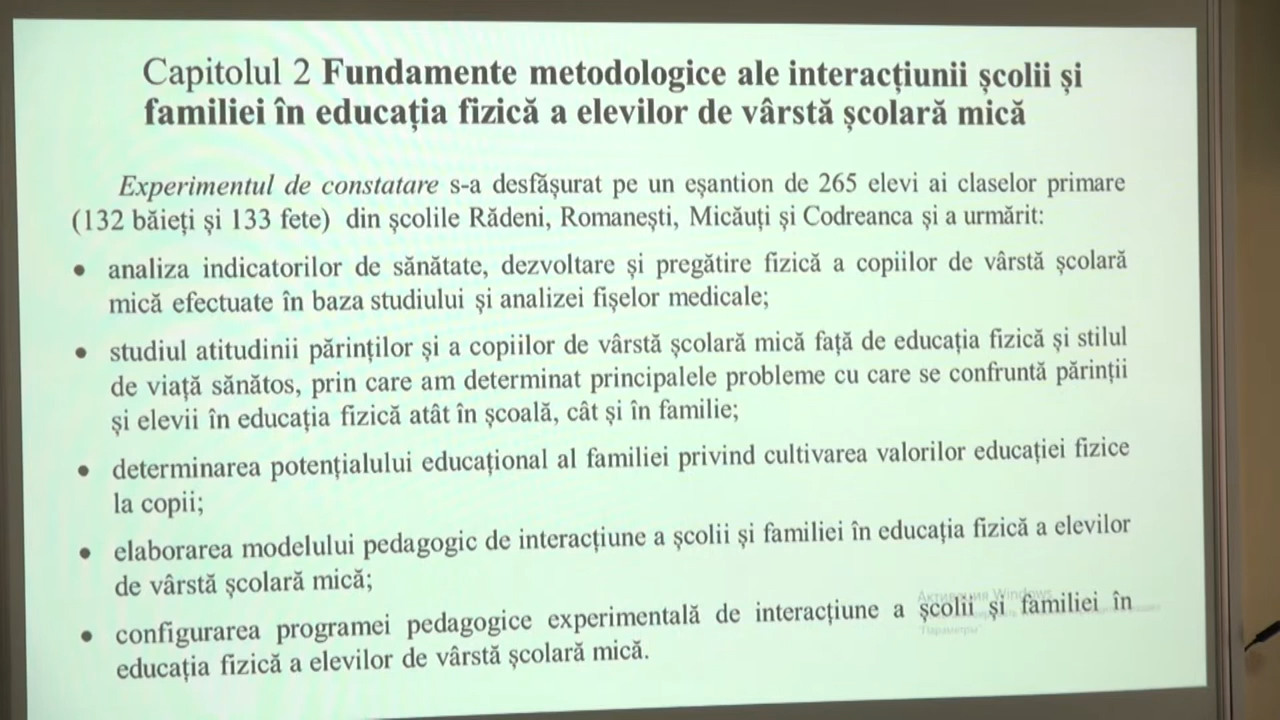 Capitolul 2 Fundamente metodologice ale interacțiunii școlii și
familiei în educația fizică a elevilor de vârstă școlară mică
Experimentul de constatare s-a desfășurat pe un eșantion de 265 elevi ai claselor primare
(132 băieți și 133 fete) din școlile Rădeni, Romanești, Micăuți și Codreanca și a urmărit:
• analiza indicatorilor de sănătate, dezvoltare și pregătire fizică a copiilor de vârstă școlară
mică efectuate în baza studiului și analizei fișelor medicale;
• studiul atitudinii părinților și a copiilor de vârstă școlară mică față de educația fizică și stilul
de viață sănătos, prin care am determinat principalele probleme cu care se confruntă părinții
și elevii în educația fizică atât în școală, cât și în familie;
• determinarea potențialului educațional al familiei privind cultivarea valorilor educației fizice
la copii;
• elaborarea modelului pedagogic de interacțiune a școlii și familiei în educația fizică a elevilor
de vârstă școlară mică;
Активация Windows
• configurarea programei pedagogice experimentală de interacțiune a școlii și familiei în
"Параметры".
educația fizică a elevilor de vârstă școlară mică.